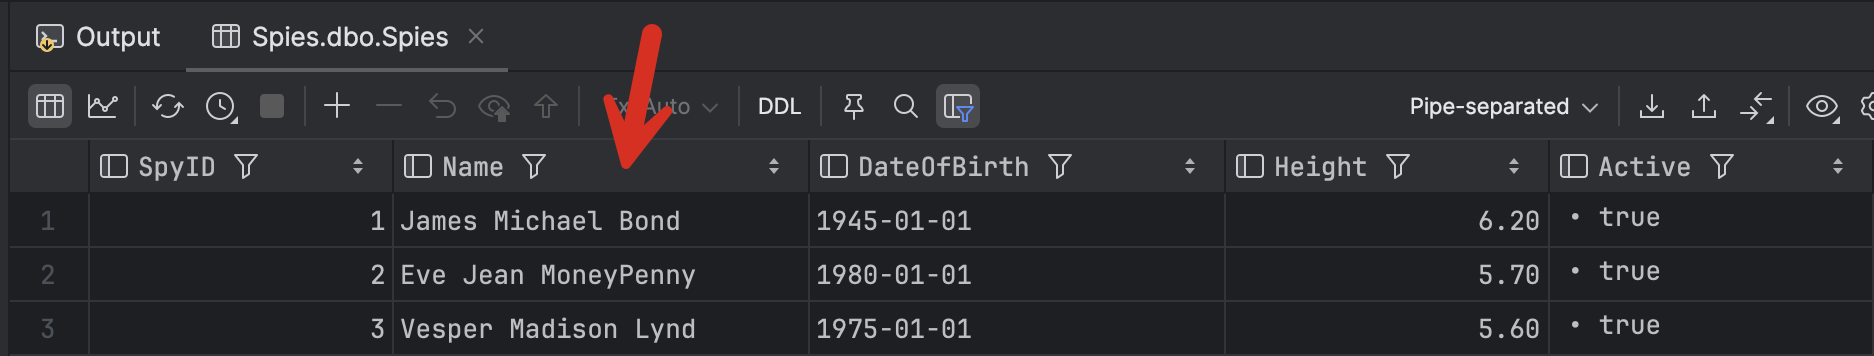 Output Spies.dbo.Spies
Auto DDL Pipe-separated
SpyID Name DateOfBirth Height Active
1 1 James Michael Bond 1945-01-01 6.20 • true
2 2 Eve Jean MoneyPenny 1980-01-01 5.70 • true
3 3 Vesper Madison Lynd 1975-01-01 5.60 • true